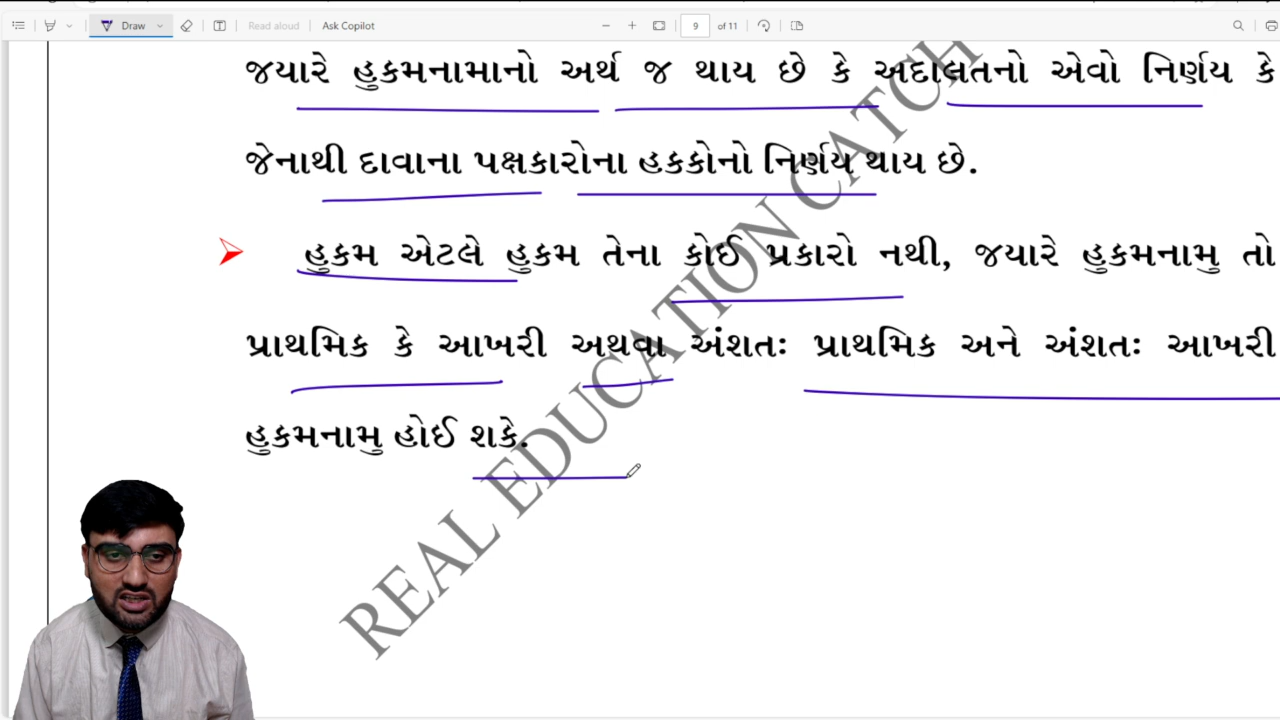 Draw
Read aloud
Ask Copilot
9
of 11
જયારે હુકમનામાનો અર્થ જ થાય છે કે અદાલતનો એવો નિર્ણય કે
જેનાથી દાવાના પક્ષકારોના હકકોનો નિર્ણય થાય છે.
હુકમ એટલે હુકમ તેના કોઈ પ્રકારો નથી, જયારે હુકમનામુ તો
પ્રાથમિક કે આખરી અથવા અંશતઃ પ્રાથમિક અને અંશતઃ આખરી
હુકમનામુ હોઈ શકે.
REAL EDUCATION CATCH